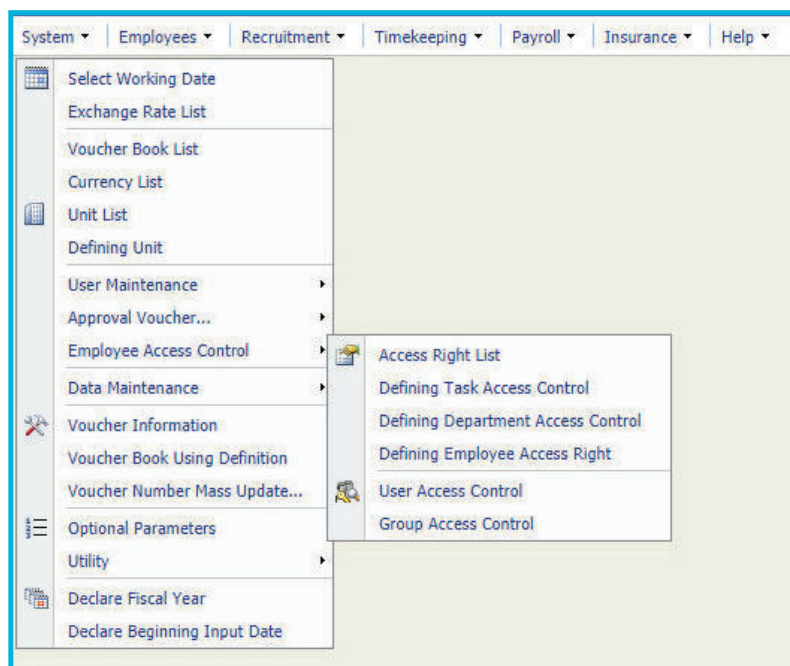 System Employees Recruitment Timekeeping Payroll Insurance Help
Select Working Date
Exchange Rate List
Voucher Book List
Currency List
Unit List
Defining Unit
User Maintenance
Approval Voucher...
Employee Access Control
Data Maintenance
Voucher Information
Voucher Book Using Definition
Voucher Number Mass Update...
Optional Parameters
Utility
Declare Fiscal Year
Declare Beginning Input Date
Access Right List
Defining Task Access Control
Defining Department Access Control
Defining Employee Access Right
User Access Control
Group Access Control